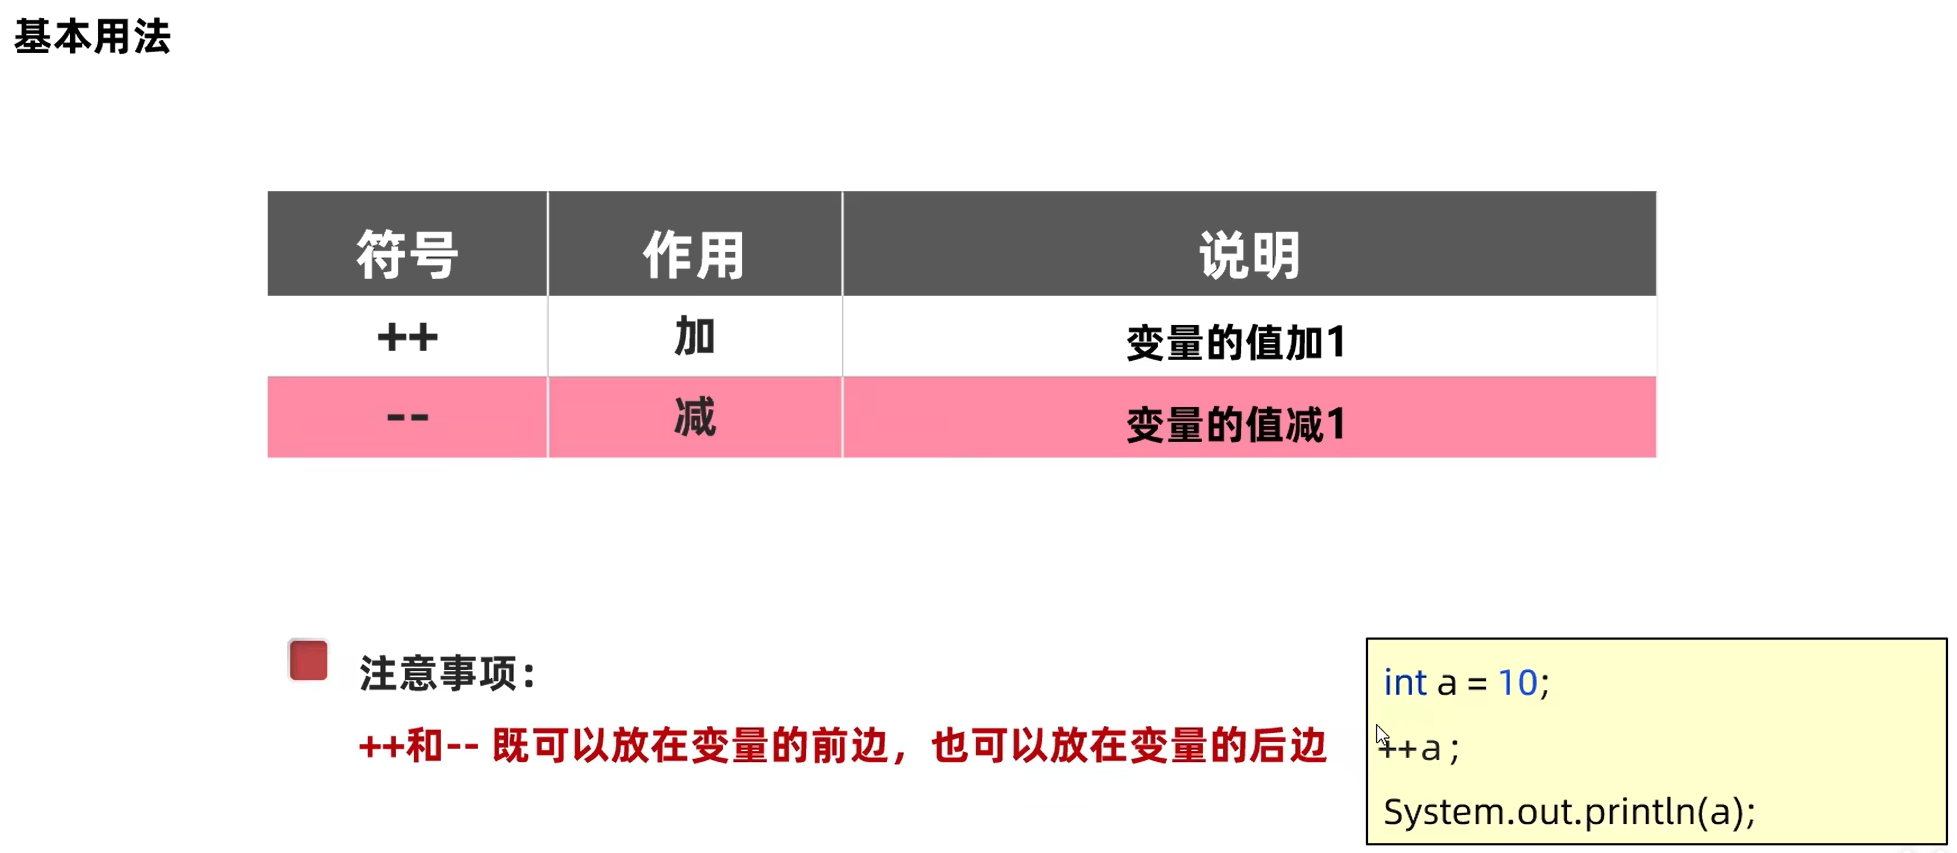 基本用法
符号 作用 说明
++ 加 变量的值加1
-- 减 变量的值减1
注意事项：
++和-- 既可以放在变量的前边，也可以放在变量的后边
int a = 10;
++a;
System.out.println(a);